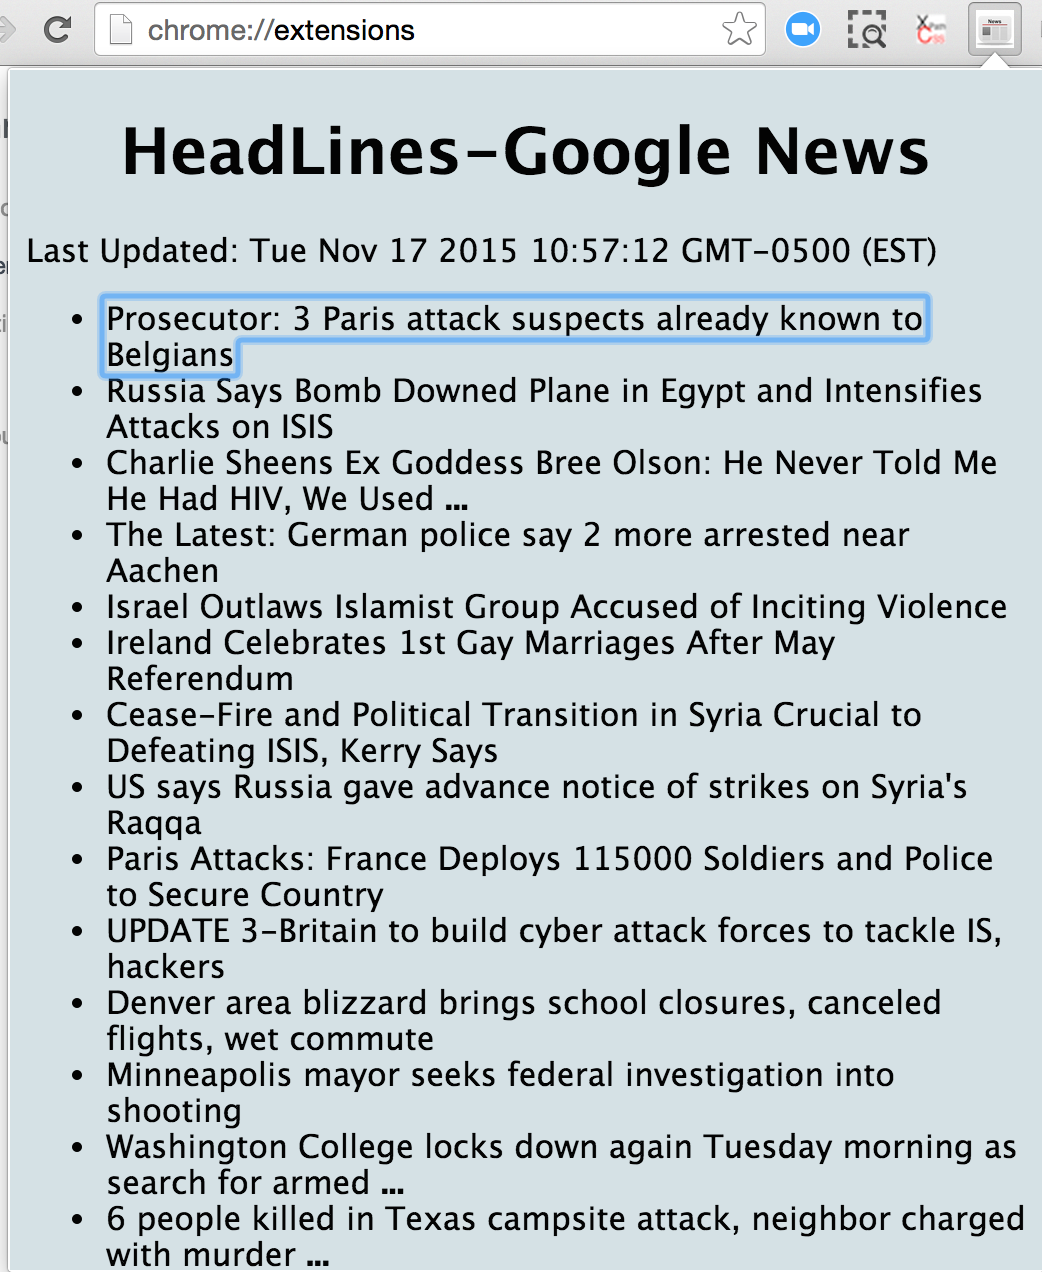 chrome://extensions
News
HeadLines-Google News
Last Updated: Tue Nov 17 2015 10:57:12 GMT-0500 (EST)
• Prosecutor: 3 Paris attack suspects already known to
Belgians
• Russia Says Bomb Downed Plane in Egypt and Intensifies
Attacks on ISIS
• Charlie Sheens Ex Goddess Bree Olson: He Never Told Me
He Had HIV, We Used ...
• The Latest: German police say 2 more arrested near
Aachen
• Israel Outlaws Islamist Group Accused of Inciting Violence
• Ireland Celebrates 1st Gay Marriages After May
Referendum
• Cease-Fire and Political Transition in Syria Crucial to
Defeating ISIS, Kerry Says
• US says Russia gave advance notice of strikes on Syria's
Raqqa
• Paris Attacks: France Deploys 115000 Soldiers and Police
to Secure Country
• UPDATE 3-Britain to build cyber attack forces to tackle IS,
hackers
• Denver area blizzard brings school closures, canceled
flights, wet commute
• Minneapolis mayor seeks federal investigation into
shooting
• Washington College locks down again Tuesday morning as
search for armed ...
• 6 people killed in Texas campsite attack, neighbor charged
with murder ...